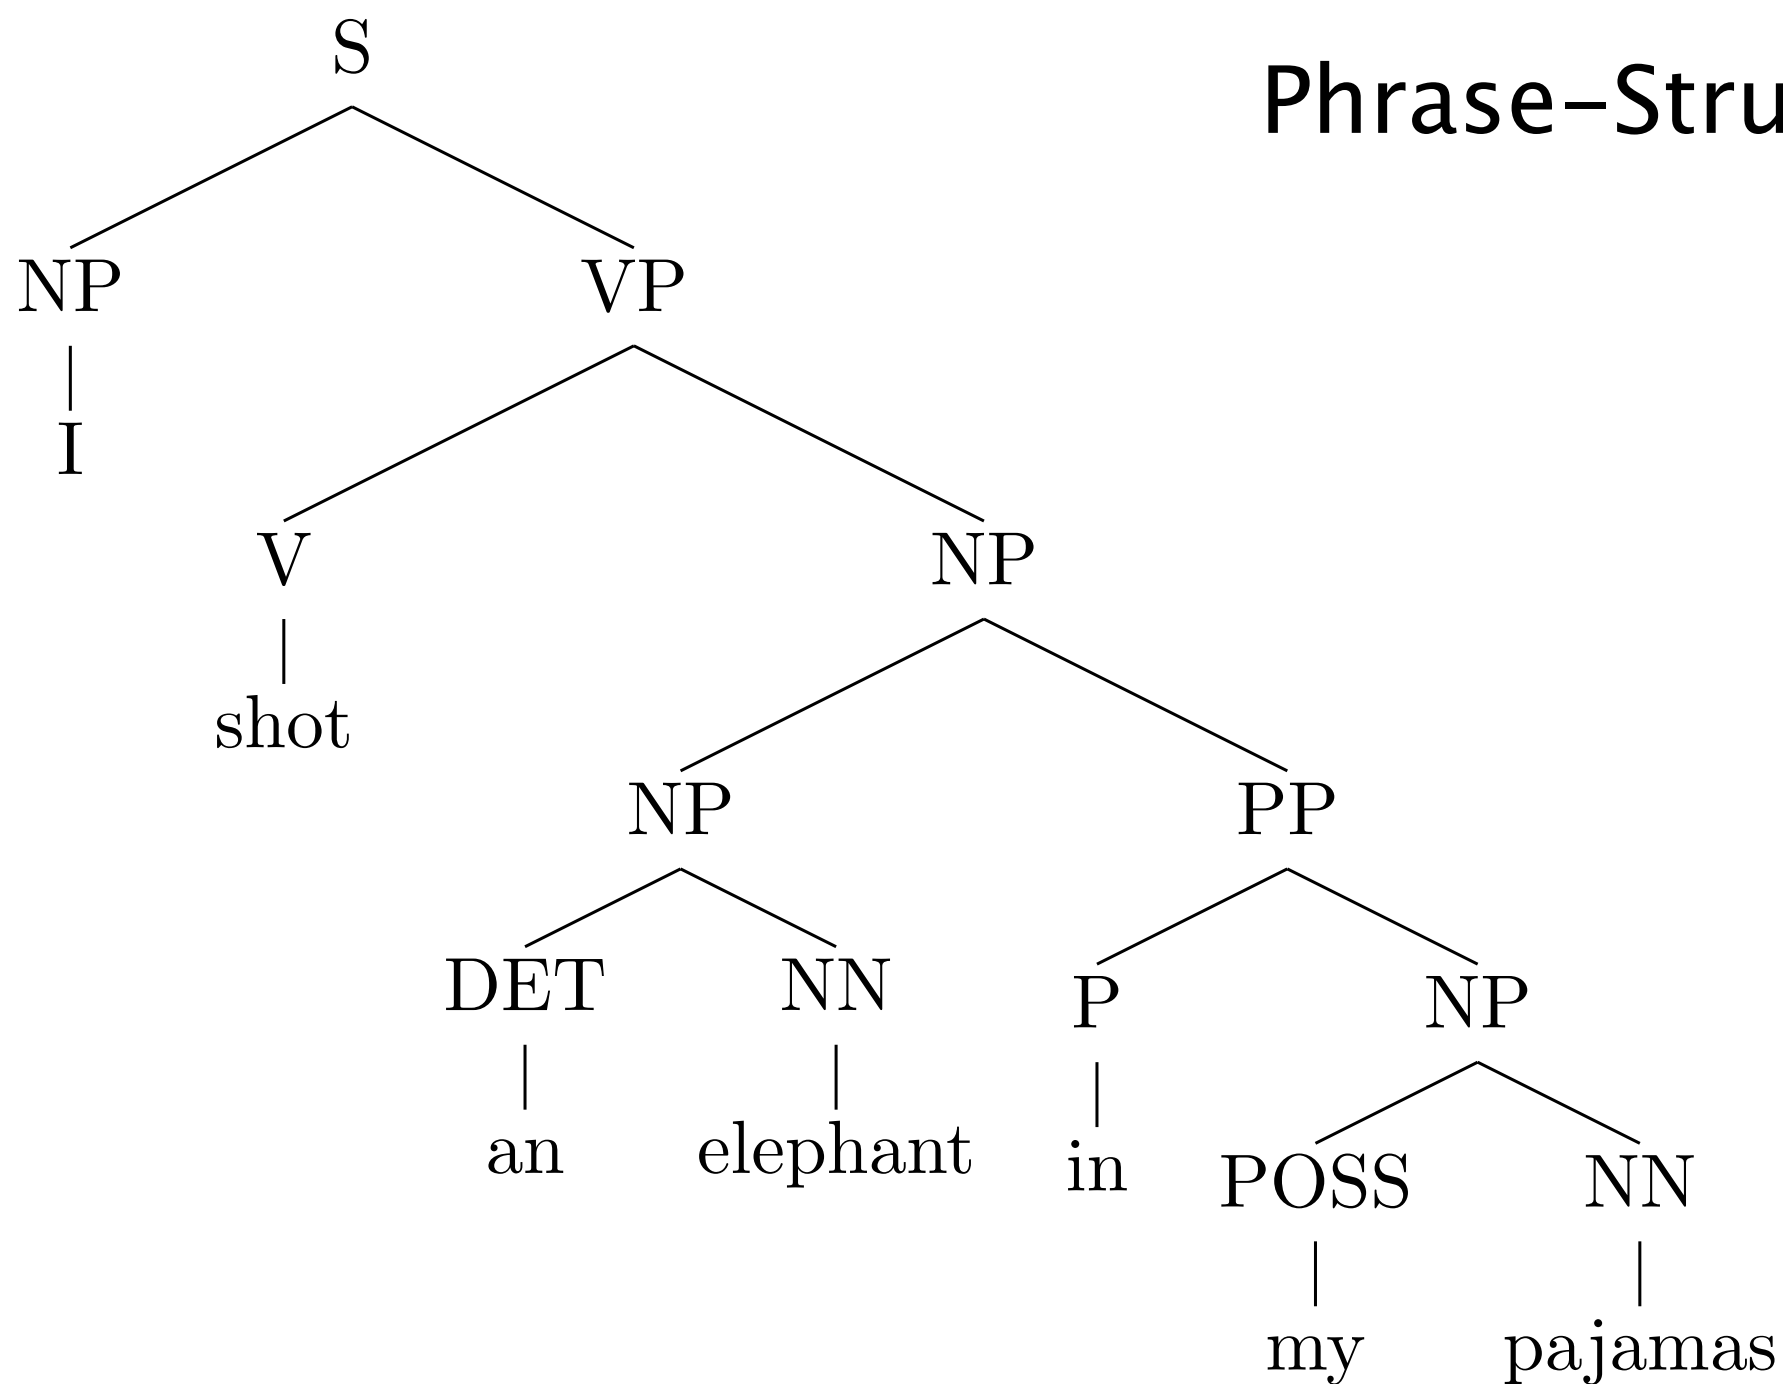 S
Phrase-Stru
NP VP
I
V NP
shot
NP PP
DET NN P NP
an elephant in
POSS NN
my pajamas